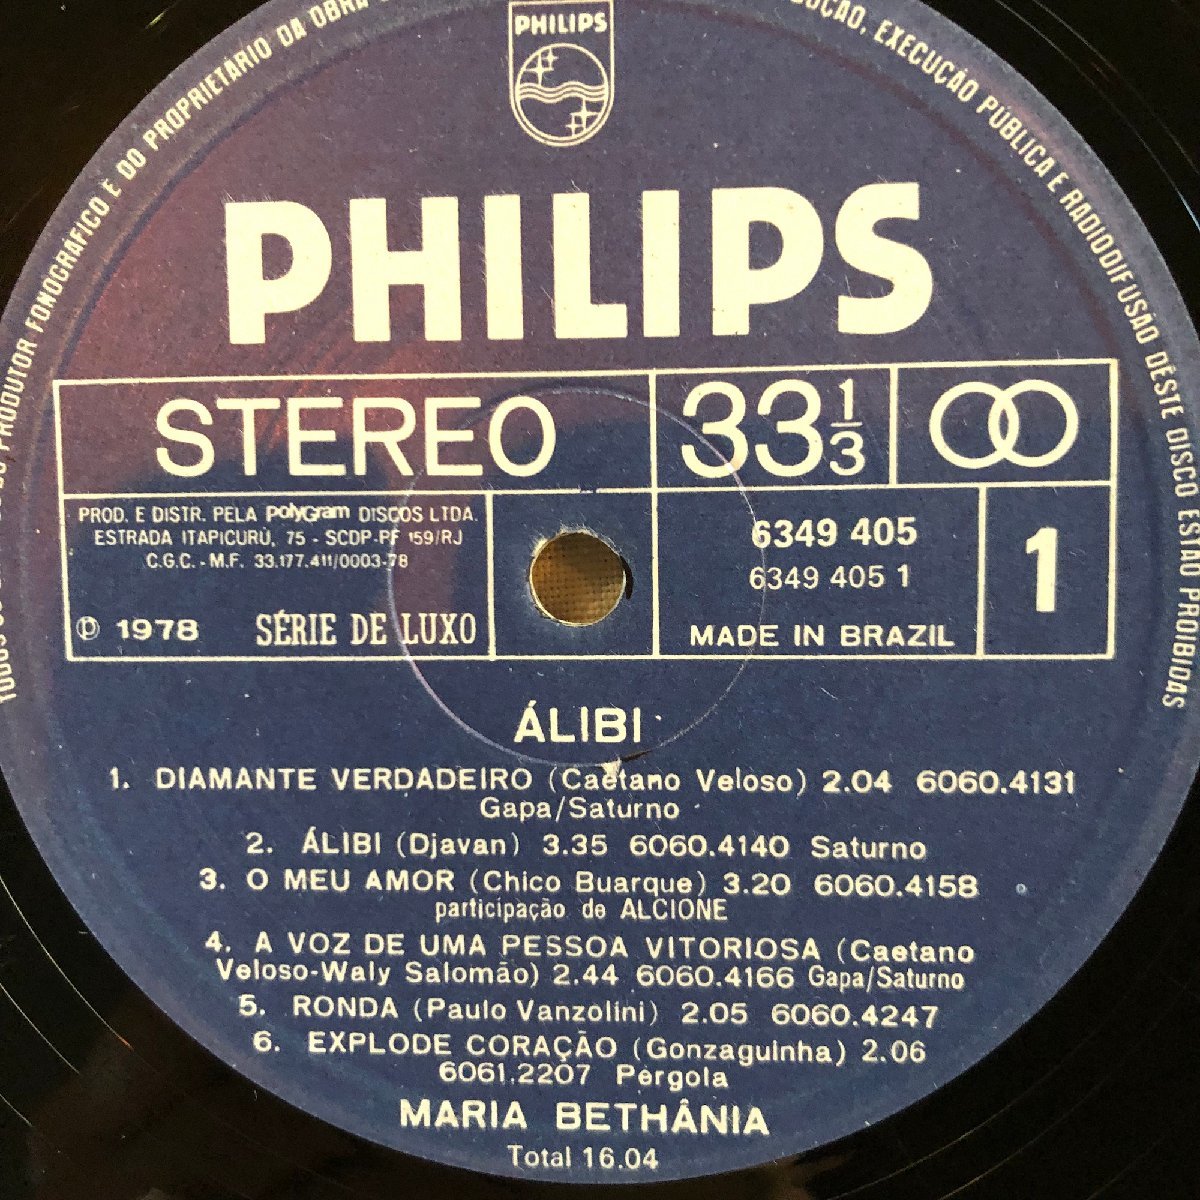 PHILIPS
PHILIPS
STEREO
33 1/3
PROD. E DISTR. PELA polyGram DISCOS LTDA.
ESTRADA ITAPICURÚ, 75 - SCDP-PF 159/RJ
C.G.C. - M.F. 33.177.411/0003-78
℗ 1978 SÉRIE DE LUXO
6349 405
6349 405 1
MADE IN BRAZIL
1
ÁLIBI
1. DIAMANTE VERDADEIRO (Caetano Veloso) 2.04 6060.4131
Gapa/Saturno
2. ÁLIBI (Djavan) 3.35 6060.4140 Saturno
3. O MEU AMOR (Chico Buarque) 3.20 6060.4158
participação de ALCIONE
4. A VOZ DE UMA PESSOA VITORIOSA (Caetano
Veloso-Waly Salomão) 2.44 6060.4166 Gapa/Saturno
5. RONDA (Paulo Vanzolini) 2.05 6060.4247
6. EXPLODE CORAÇÃO (Gonzaguinha) 2.06
6061.2207 Pérgola
MARIA BETHÂNIA
Total 16.04
PRODUTOR FONOGRÁFICO E DO PROPRIETÁRIO DA OBRA
EXECUÇÃO PÚBLICA E RADIODIFUSÃO DESTE DISCO ESTÃO PROIBIDAS